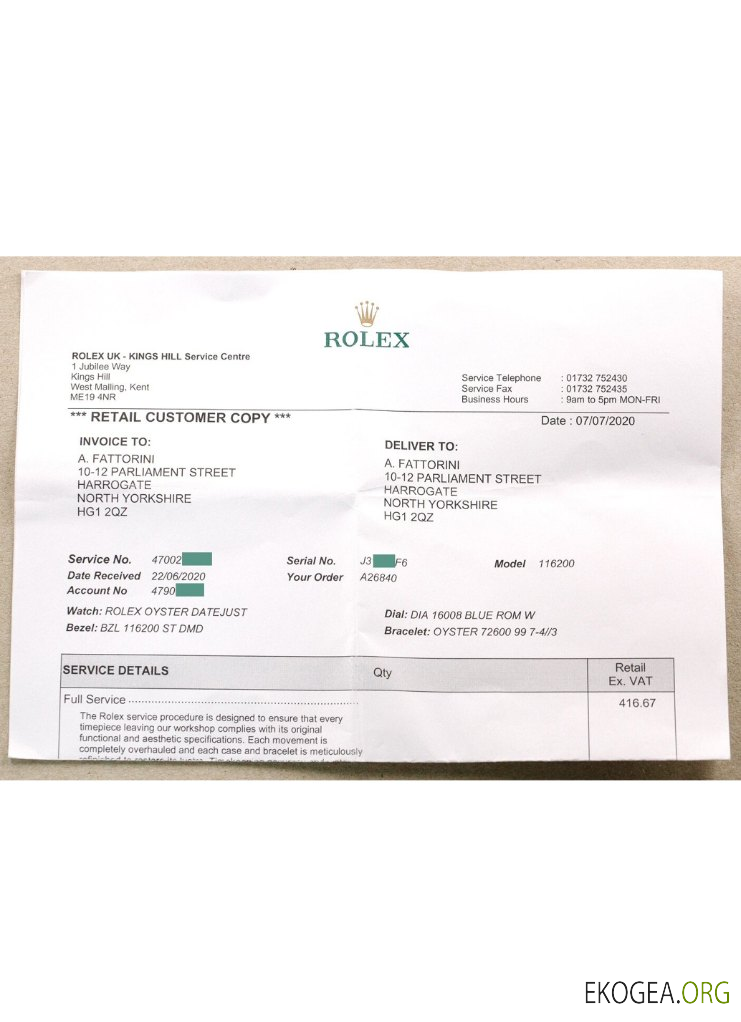 ROLEX
ROLEX UK - KINGS HILL Service Centre
1 Jubilee Way
Kings Hill
West Malling, Kent
ME19 4NR
Service Telephone : 01732 752430
Service Fax : 01732 752435
Business Hours : 9am to 5pm MON-FRI
*** RETAIL CUSTOMER COPY ***
Date : 07/07/2020
INVOICE TO:
A. FATTORINI
10-12 PARLIAMENT STREET
HARROGATE
NORTH YORKSHIRE
HG1 2QZ
DELIVER TO:
A. FATTORINI
10-12 PARLIAMENT STREET
HARROGATE
NORTH YORKSHIRE
HG1 2QZ
Service No. 47002
Serial No. J3 F6
Model 116200
Date Received 22/06/2020
Your Order A26840
Account No 4790
Watch: ROLEX OYSTER DATEJUST
Dial: DIA 16008 BLUE ROM W
Bezel: BZL 116200 ST DMD
Bracelet: OYSTER 72600 99 7-4//3
SERVICE DETAILS Qty Retail
Ex. VAT
Full Service 416.67
The Rolex service procedure is designed to ensure that every
timepiece leaving our workshop complies with its original
functional and aesthetic specifications. Each movement is
completely overhauled and each case and bracelet is meticulously
EKOGEA.ORG